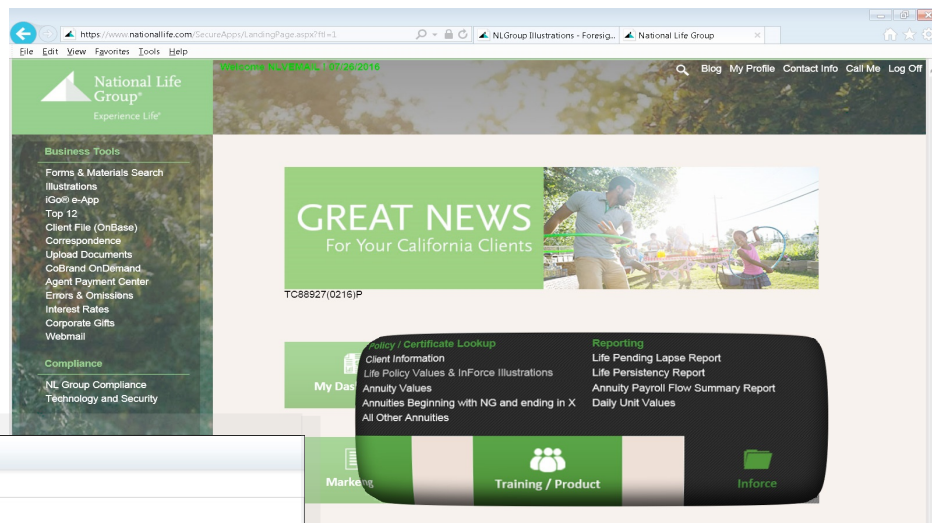 https://www.nationallife.com/SecureApps/LandingPage.aspx?ftl=1
NLGroup Illustrations - Foresig...
National Life Group
File Edit View Favorites Tools Help
National Life
Group®
Experience Life®
07/26/2016
Blog My Profile Contact Info Call Me Log Off
Business Tools
Forms & Materials Search
Illustrations
iGo® e-App
Top 12
Client File (OnBase)
Correspondence
Upload Documents
CoBrand OnDemand
Agent Payment Center
Errors & Omissions
Interest Rates
Corporate Gifts
Webmail
Compliance
NL Group Compliance
Technology and Security
GREAT NEWS
For Your California Clients
TC88927(0216)P
My Das
Policy / Certificate Lookup
Client Information
Life Policy Values & InForce Illustrations
Annuity Values
Annuities Beginning with NG and ending in X
All Other Annuities
Reporting
Life Pending Lapse Report
Life Persistency Report
Annuity Payroll Flow Summary Report
Daily Unit Values
Training / Product
Inforce